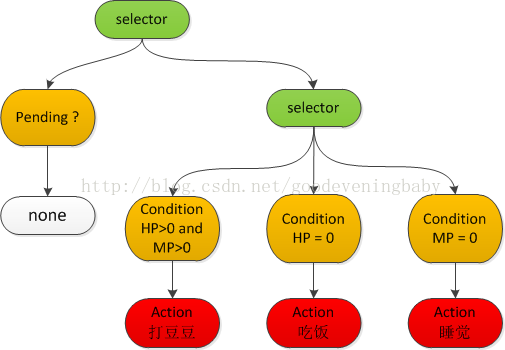 selector
Pending ?
selector
http://blog.csdn.net/goodeveningbaby
none
Condition
HP>0 and
MP>0
Condition
HP = 0
Condition
MP = 0
Action
打豆豆
Action
吃饭
Action
睡觉